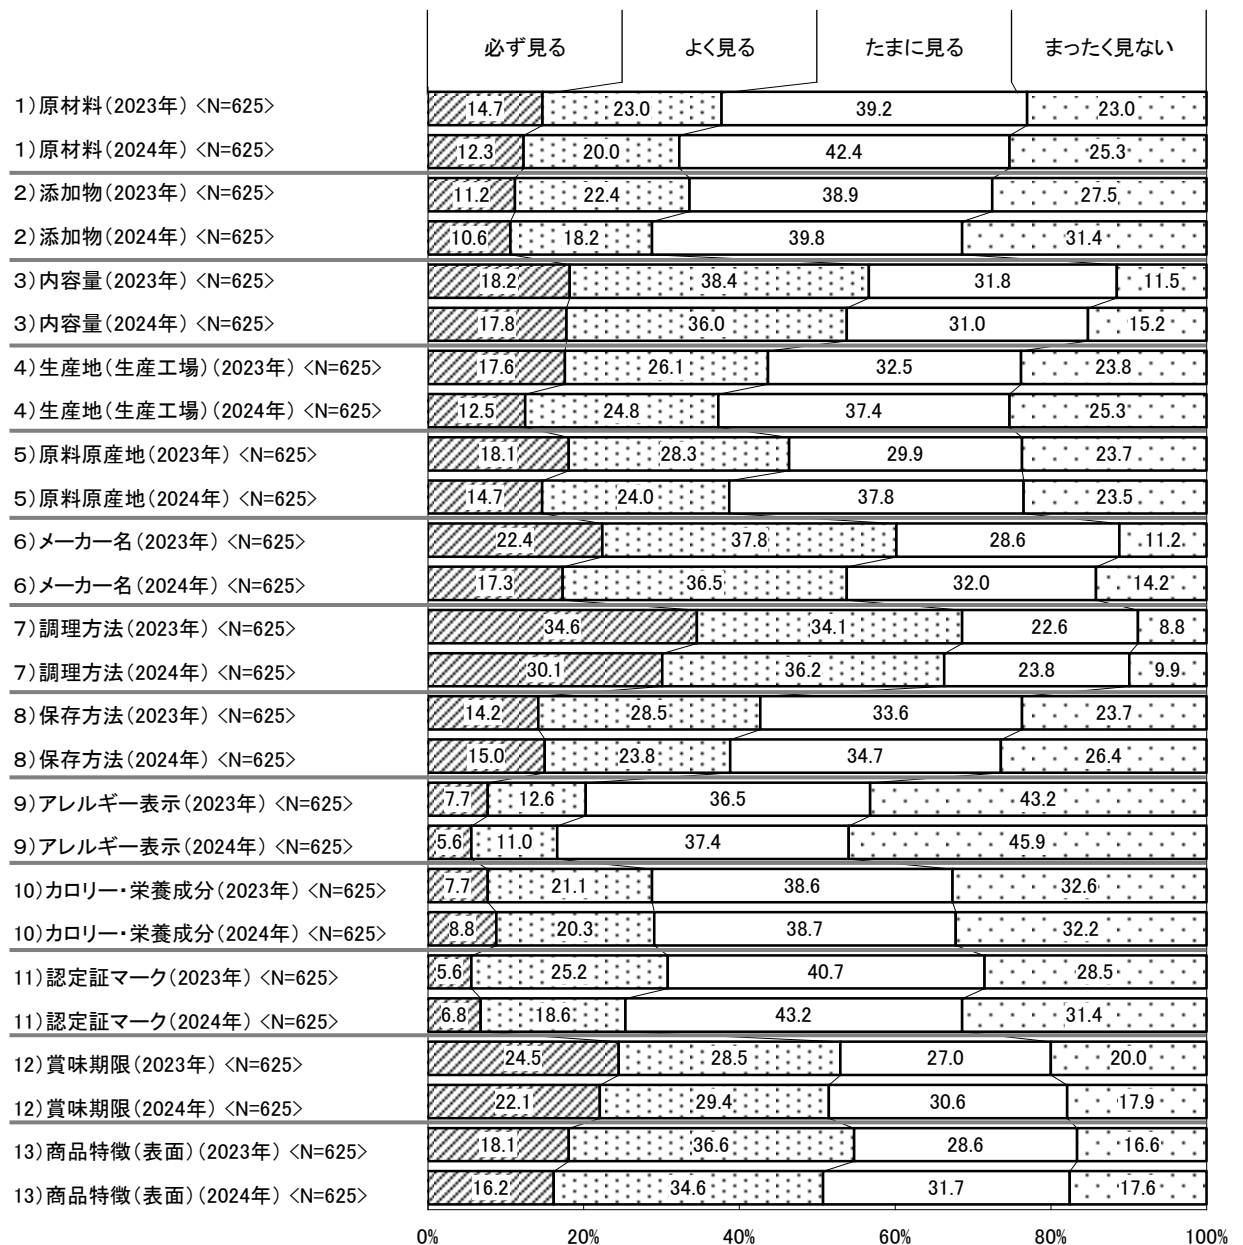 必ず見る よく見る たまに見る まったく見ない
1)原材料(2023年) <N=625> 14.7 23.0 39.2 23.0
1)原材料(2024年) <N=625> 12.3 20.0 42.4 25.3
2)添加物(2023年) <N=625> 11.2 22.4 38.9 27.5
2)添加物(2024年) <N=625> 10.6 18.2 39.8 31.4
3)内容量(2023年) <N=625> 18.2 38.4 31.8 11.5
3)内容量(2024年) <N=625> 17.8 36.0 31.0 15.2
4)生産地(生産工場)(2023年) <N=625> 17.6 26.1 32.5 23.8
4)生産地(生産工場)(2024年) <N=625> 12.5 24.8 37.4 25.3
5)原料原産地(2023年) <N=625> 18.1 28.3 29.9 23.7
5)原料原産地(2024年) <N=625> 14.7 24.0 37.8 23.5
6)メーカー名(2023年) <N=625> 22.4 37.8 28.6 11.2
6)メーカー名(2024年) <N=625> 17.3 36.5 32.0 14.2
7)調理方法(2023年) <N=625> 34.6 34.1 22.6 8.8
7)調理方法(2024年) <N=625> 30.1 36.2 23.8 9.9
8)保存方法(2023年) <N=625> 14.2 28.5 33.6 23.7
8)保存方法(2024年) <N=625> 15.0 23.8 34.7 26.4
9)アレルギー表示(2023年) <N=625> 7.7 12.6 36.5 43.2
9)アレルギー表示(2024年) <N=625> 5.6 11.0 37.4 45.9
10)カロリー・栄養成分(2023年) <N=625> 7.7 21.1 38.6 32.6
10)カロリー・栄養成分(2024年) <N=625> 8.8 20.3 38.7 32.2
11)認定証マーク(2023年) <N=625> 5.6 25.2 40.7 28.5
11)認定証マーク(2024年) <N=625> 6.8 18.6 43.2 31.4
12)賞味期限(2023年) <N=625> 24.5 28.5 27.0 20.0
12)賞味期限(2024年) <N=625> 22.1 29.4 30.6 17.9
13)商品特徴(表面)(2023年) <N=625> 18.1 36.6 28.6 16.6
13)商品特徴(表面)(2024年) <N=625> 16.2 34.6 31.7 17.6
0% 20% 40% 60% 80% 100%